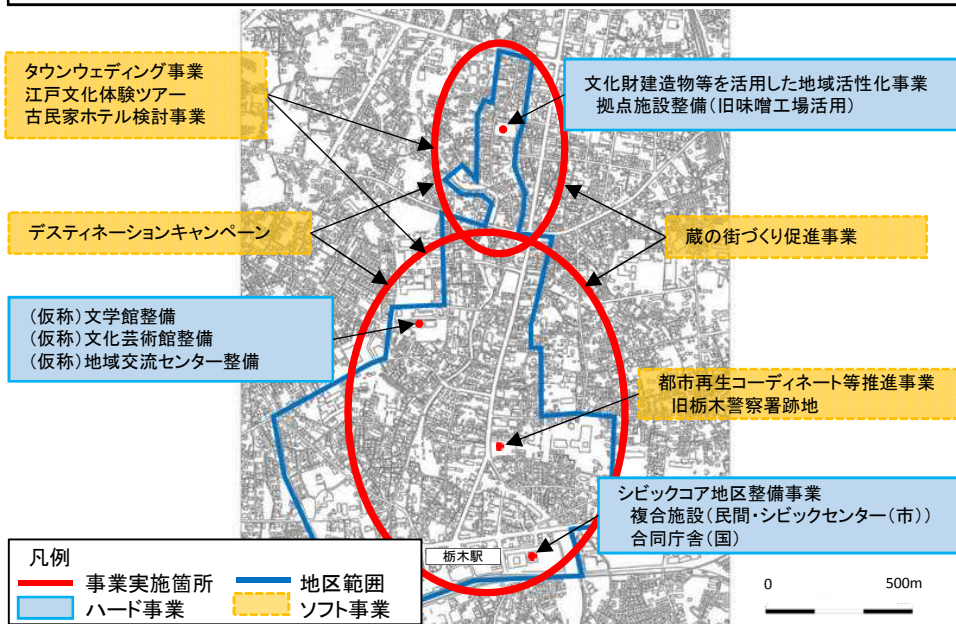 タウンウェディング事業
江戸文化体験ツアー
古民家ホテル検討事業
文化財建造物等を活用した地域活性化事業
拠点施設整備(旧味噌工場活用)
デスティネーションキャンペーン
蔵の街づくり促進事業
(仮称)文学館整備
(仮称)文化芸術館整備
(仮称)地域交流センター整備
都市再生コーディネート等推進事業
旧栃木警察署跡地
シビックコア地区整備事業
複合施設(民間・シビックセンター(市))
合同庁舎(国)
栃木駅
凡例
事業実施箇所
地区範囲
ハード事業
ソフト事業
0 500m